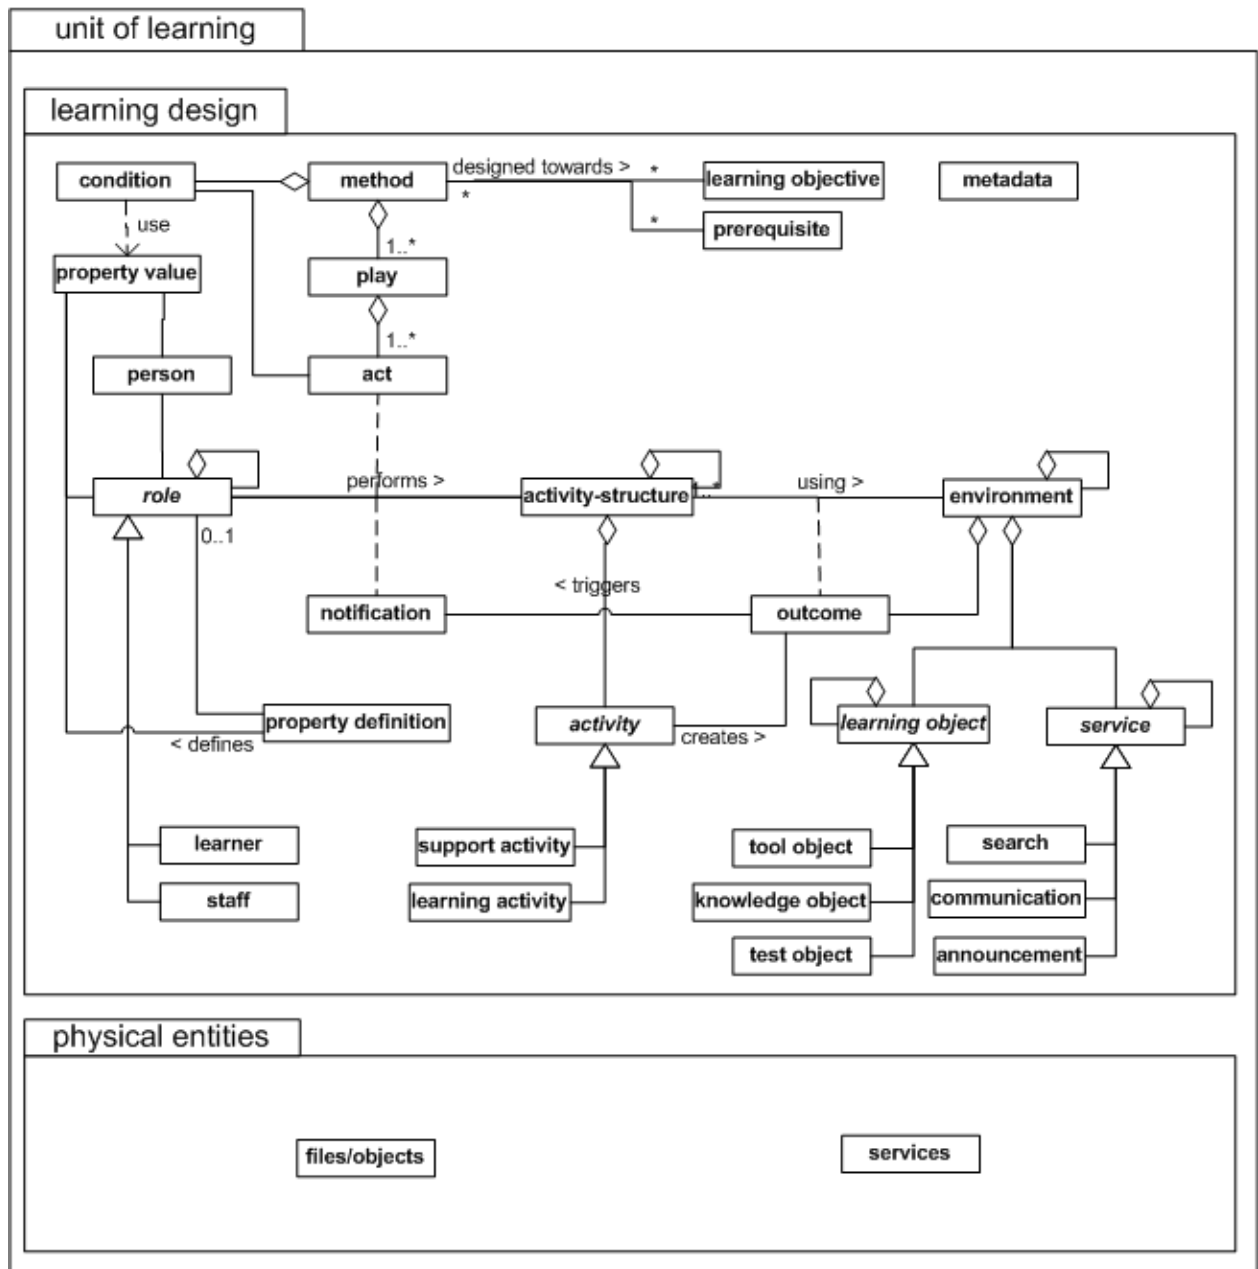 unit of learning
learning design
condition
method
designed towards >
*
*
learning objective
metadata
use
*
prerequisite
1..*
property value
play
1..*
person
act
role
performs >
activity-structure
using >
environment
0..1
< triggers
notification
outcome
property definition
activity
learning object
service
< defines
creates >
learner
support activity
tool object
search
staff
learning activity
knowledge object
communication
test object
announcement
physical entities
files/objects
services